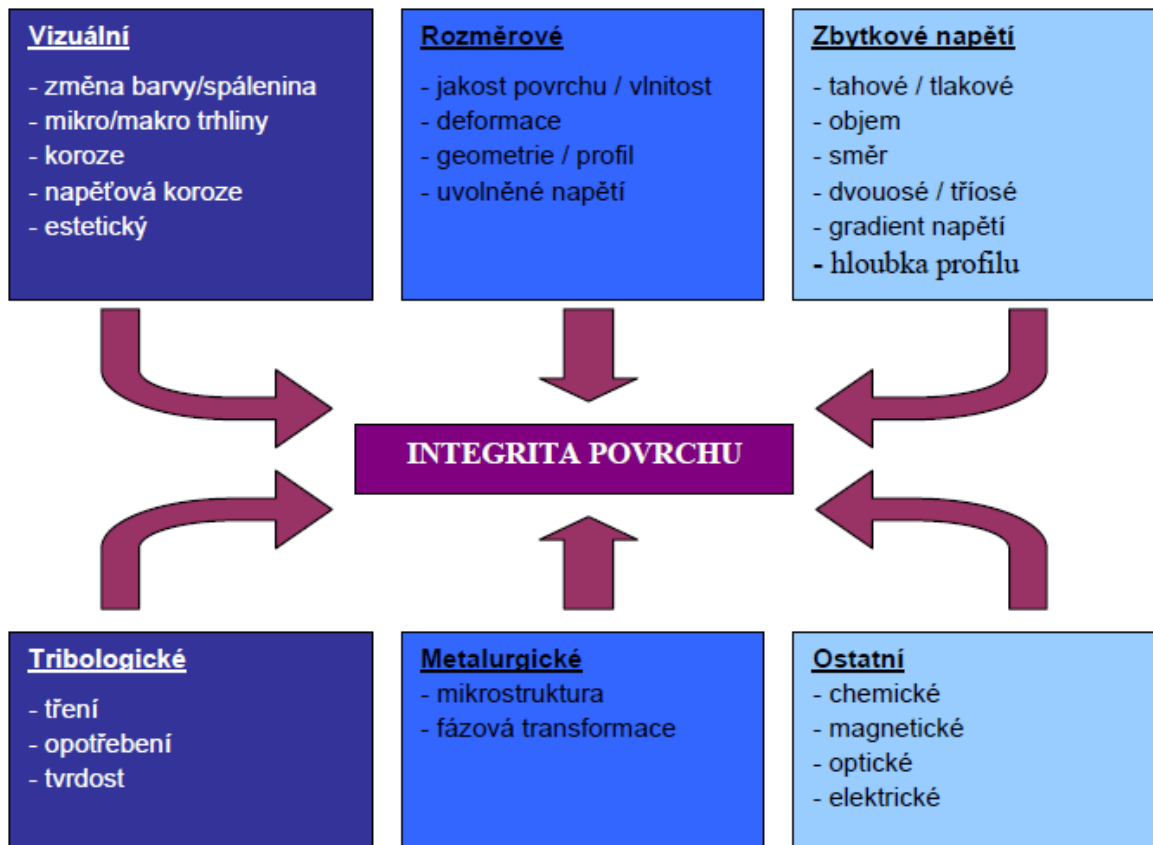 Vizuální
- změna barvy/spálenina
- mikro/makro trhliny
- koroze
- napěťová koroze
- estetický
Rozměrové
- jakost povrchu / vlnitost
- deformace
- geometrie / profil
- uvolněné napětí
Zbytkové napětí
- tahové / tlakové
- objem
- směr
- dvouosé / tříosé
- gradient napětí
- hloubka profilu
INTEGRITA POVRCHU
Tribologické
- tření
- opotřebení
- tvrdost
Metalurgické
- mikrostruktura
- fázová transformace
Ostatní
- chemické
- magnetické
- optické
- elektrické